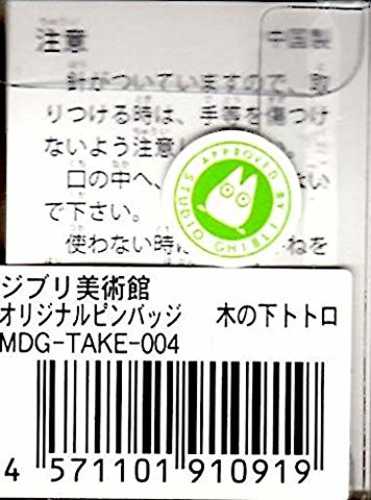 注意 中国製
針がついていますので、取
りつける時は、手等を傷つけ
ないよう注意
口の中へ、 ない
で下さい。
使わない時 ねを
APPROVED BY
STUDIO GHIBLI
ジブリ美術館
オリジナルピンバッジ 木の下トトロ
MDG-TAKE-004
4 571101 910919